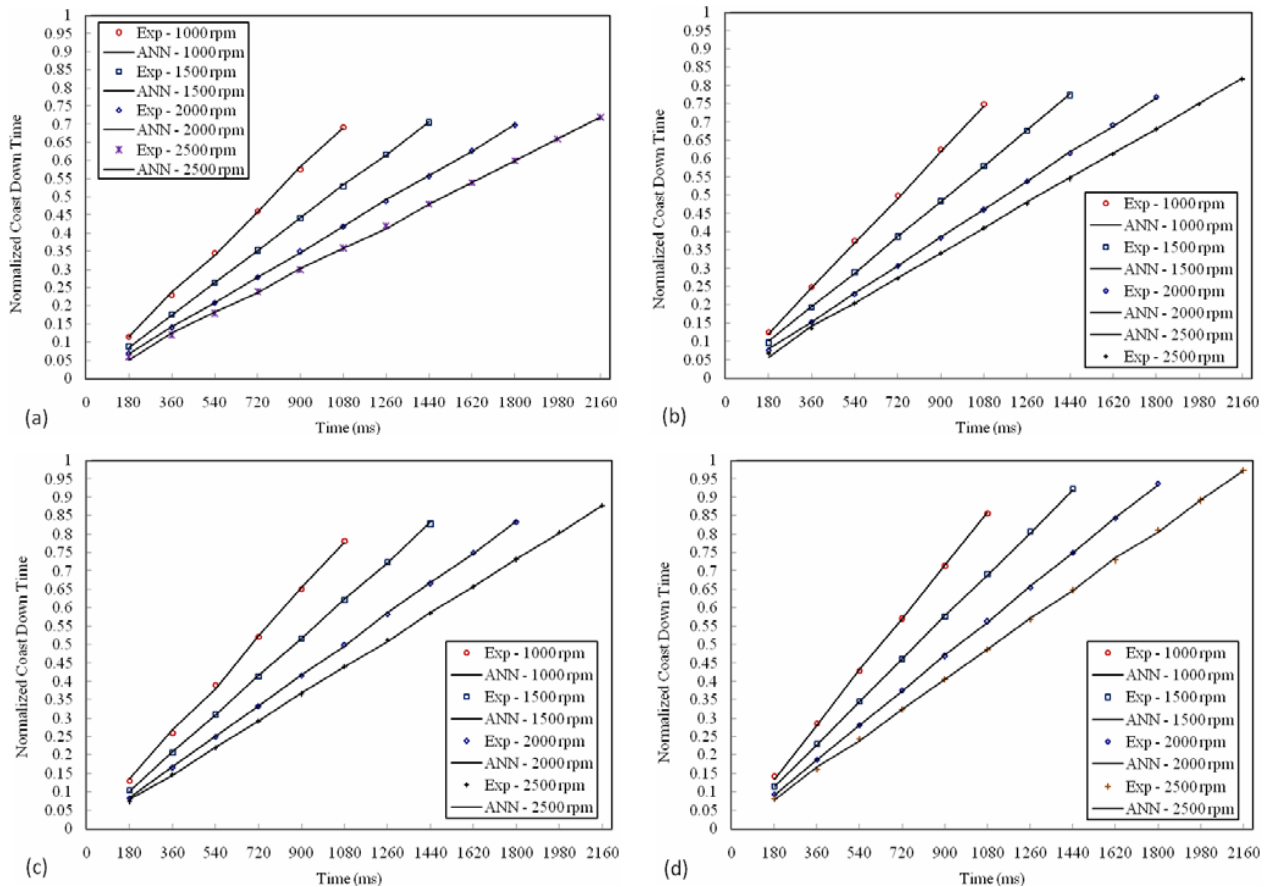 1
0.95
0.9
0.85
0.8
0.75
0.7
0.65
0.6
0.55
0.5
0.45
0.4
0.35
0.3
0.25
0.2
0.15
0.1
0.05
0
Normalized Coast Down Time
Exp - 1000 rpm
ANN - 1000 rpm
Exp - 1500 rpm
ANN - 1500 rpm
Exp - 2000 rpm
ANN - 2000 rpm
Exp - 2500 rpm
ANN - 2500 rpm
0 180 360 540 720 900 1080 1260 1440 1620 1800 1980 2160
(a)
Time (ms)
1
0.95
0.9
0.85
0.8
0.75
0.7
0.65
0.6
0.55
0.5
0.45
0.4
0.35
0.3
0.25
0.2
0.15
0.1
0.05
0
Normalized Coast Down Time
Exp - 1000 rpm
ANN - 1000 rpm
Exp - 1500 rpm
ANN - 1500 rpm
Exp - 2000 rpm
ANN - 2000 rpm
ANN - 2500 rpm
Exp - 2500 rpm
0 180 360 540 720 900 1080 1260 1440 1620 1800 1980 2160
(b)
Time (ms)
1
0.95
0.9
0.85
0.8
0.75
0.7
0.65
0.6
0.55
0.5
0.45
0.4
0.35
0.3
0.25
0.2
0.15
0.1
0.05
0
Normalized Coast Down Time
Exp - 1000 rpm
ANN - 1000 rpm
Exp - 1500 rpm
ANN - 1500 rpm
Exp - 2000 rpm
ANN - 2000 rpm
Exp - 2500 rpm
ANN - 2500 rpm
0 180 360 540 720 900 1080 1260 1440 1620 1800 1980 2160
(c)
Time (ms)
1
0.95
0.9
0.85
0.8
0.75
0.7
0.65
0.6
0.55
0.5
0.45
0.4
0.35
0.3
0.25
0.2
0.15
0.1
0.05
0
Normalized Coast Down Time
Exp - 1000 rpm
ANN - 1000 rpm
Exp - 1500 rpm
ANN - 1500 rpm
Exp - 2000 rpm
ANN - 2000 rpm
Exp - 2500 rpm
ANN - 2500 rpm
0 180 360 540 720 900 1080 1260 1440 1620 1800 1980 2160
(d)
Time (ms)